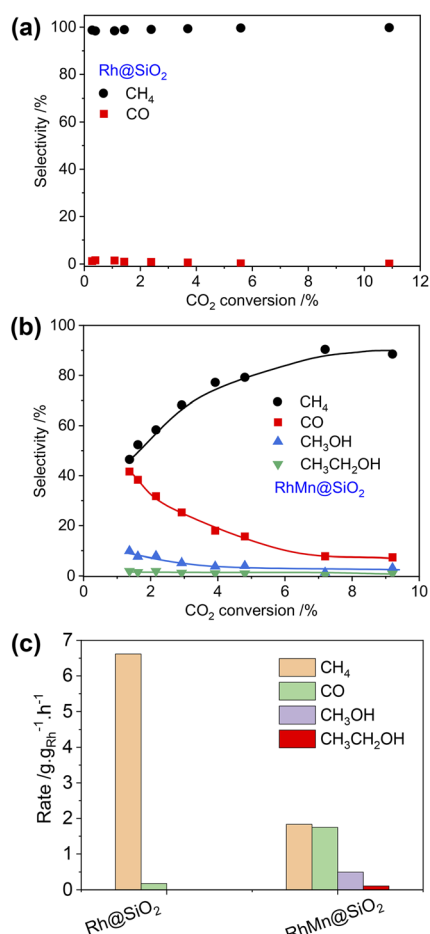 (a)
100
80
60
40
20
0
Selectivity /%
Rh@SiO₂
CH₄
CO
0 2 4 6 8 10 12
CO₂ conversion /%
(b)
100
80
60
40
20
0
Selectivity /%
CH₄
CO
CH₃OH
CH₃CH₂OH
RhMn@SiO₂
0 2 4 6 8 10
CO₂ conversion /%
(c)
7
6
5
4
3
2
1
0
Rate /g.g_Rh⁻¹.h⁻¹
CH₄
CO
CH₃OH
CH₃CH₂OH
Rh@SiO₂ RhMn@SiO₂